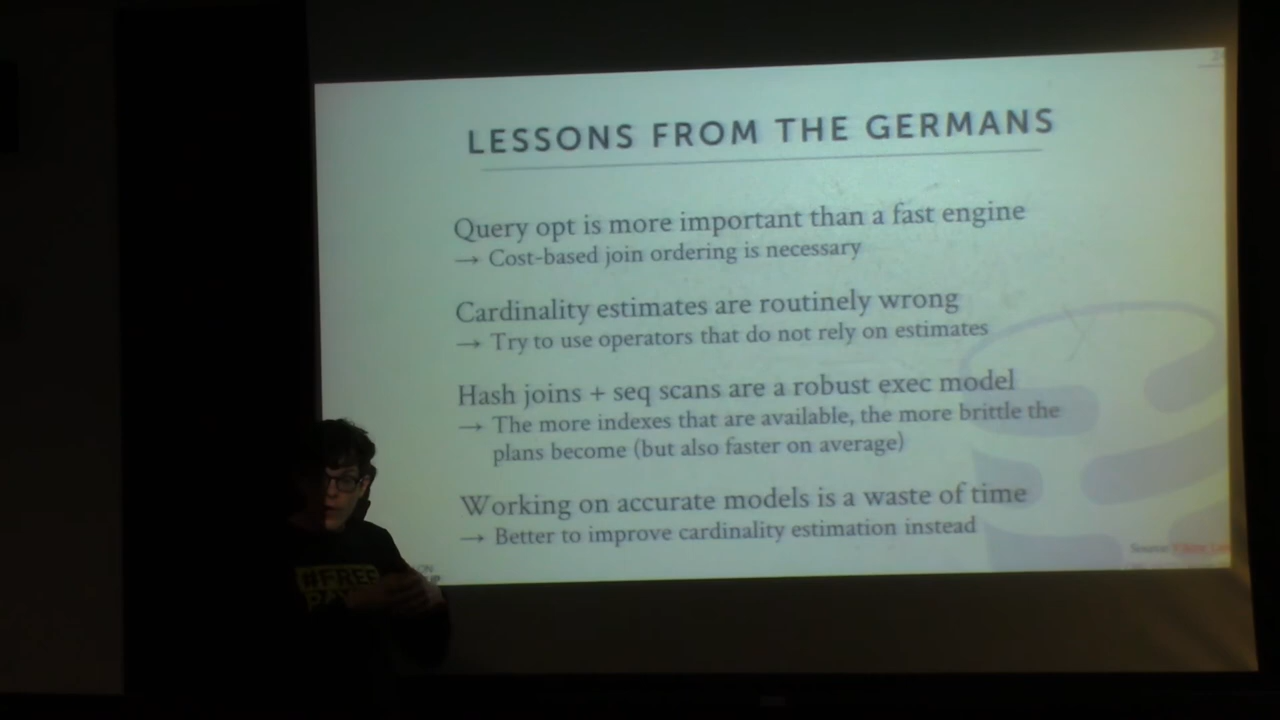 LESSONS FROM THE GERMANS
Query opt is more important than a fast engine
→ Cost-based join ordering is necessary
Cardinality estimates are routinely wrong
→ Try to use operators that do not rely on estimates
Hash joins + seq scans are a robust exec model
→ The more indexes that are available, the more brittle the
plans become (but also faster on average)
Working on accurate models is a waste of time
→ Better to improve cardinality estimation instead
Source:
#FREE